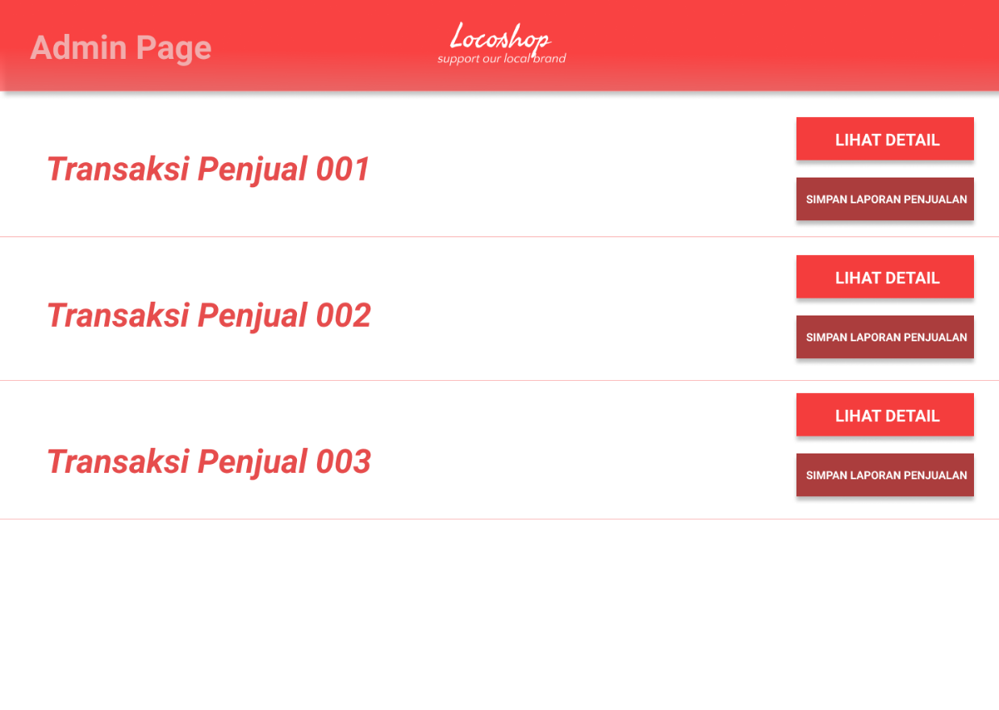 Admin Page
Locoshop
support our local brand
Transaksi Penjual 001
LIHAT DETAIL
SIMPAN LAPORAN PENJUALAN
Transaksi Penjual 002
LIHAT DETAIL
SIMPAN LAPORAN PENJUALAN
Transaksi Penjual 003
LIHAT DETAIL
SIMPAN LAPORAN PENJUALAN